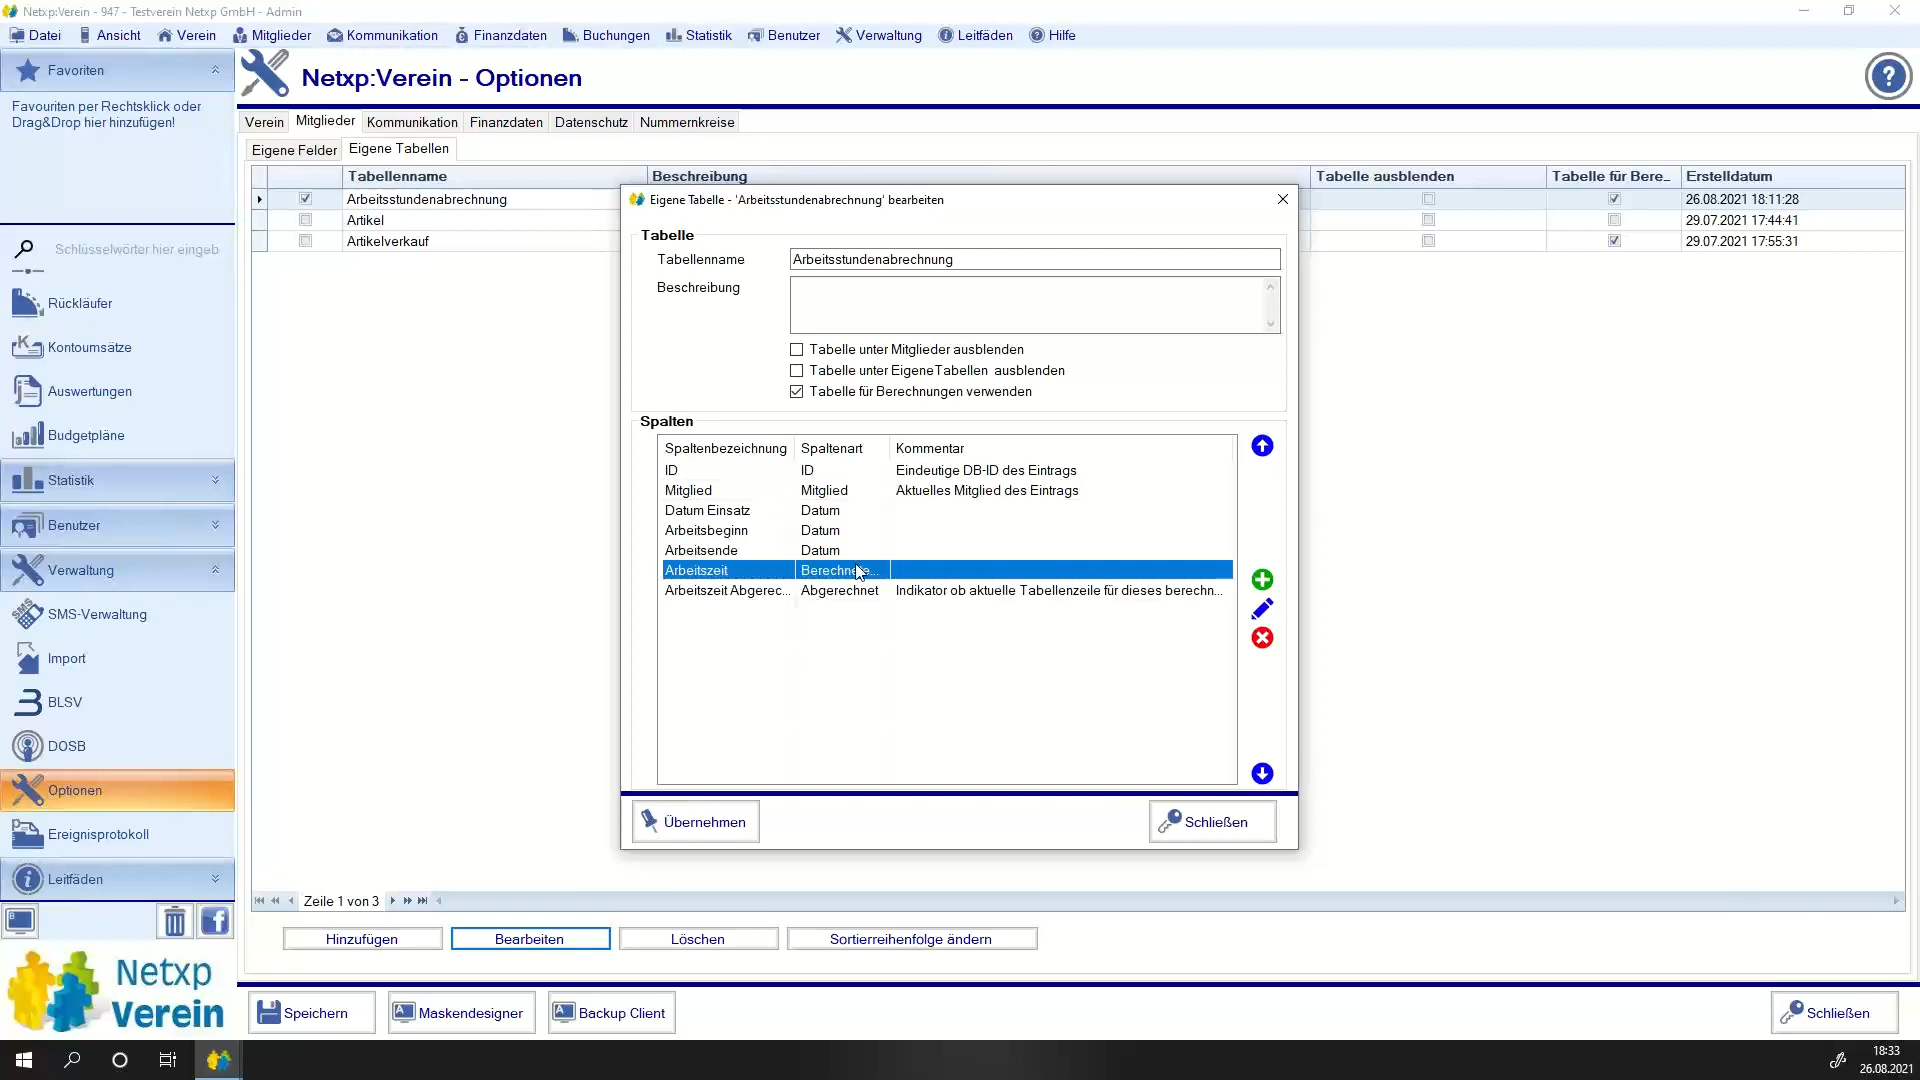 Netxp:Verein - 947 - Testverein Netxp GmbH - Admin
Datei Ansicht Verein Mitglieder Kommunikation Finanzdaten Buchungen Statistik Benutzer Verwaltung Leitfäden Hilfe
Favoriten
Favouriten per Rechtsklick oder
Drag&Drop hier hinzufügen!
Schlüsselwörter hier eingeb
Rückläufer
Kontoumsätze
Auswertungen
Budgetpläne
Statistik
Benutzer
Verwaltung
SMS-Verwaltung
Import
BLSV
DOSB
Optionen
Ereignisprotokoll
Leitfäden
Netxp
Verein
Netxp:Verein - Optionen
Verein Mitglieder Kommunikation Finanzdaten Datenschutz Nummernkreise
Eigene Felder Eigene Tabellen
Tabellenname Beschreibung Tabelle ausblenden Tabelle für Bere... Erstelldatum
Arbeitsstundenabrechnung 26.08.2021 18:11:28
Artikel 29.07.2021 17:44:41
Artikelverkauf 29.07.2021 17:55:31
Eigene Tabelle - 'Arbeitsstundenabrechnung' bearbeiten
Tabelle
Tabellenname Arbeitsstundenabrechnung
Beschreibung
Tabelle unter Mitglieder ausblenden
Tabelle unter EigeneTabellen ausblenden
Tabelle für Berechnungen verwenden
Spalten
Spaltenbezeichnung Spaltenart Kommentar
ID ID Eindeutige DB-ID des Eintrags
Mitglied Mitglied Aktuelles Mitglied des Eintrags
Datum Einsatz Datum
Arbeitsbeginn Datum
Arbeitsende Datum
Arbeitszeit Berechnete...
Arbeitszeit Abgerec... Abgerechnet Indikator ob aktuelle Tabellenzeile für dieses berechn...
Übernehmen Schließen
Zeile 1 von 3
Hinzufügen Bearbeiten Löschen Sortierreihenfolge ändern
Speichern Maskendesigner Backup Client Schließen
18:33
26.08.2021